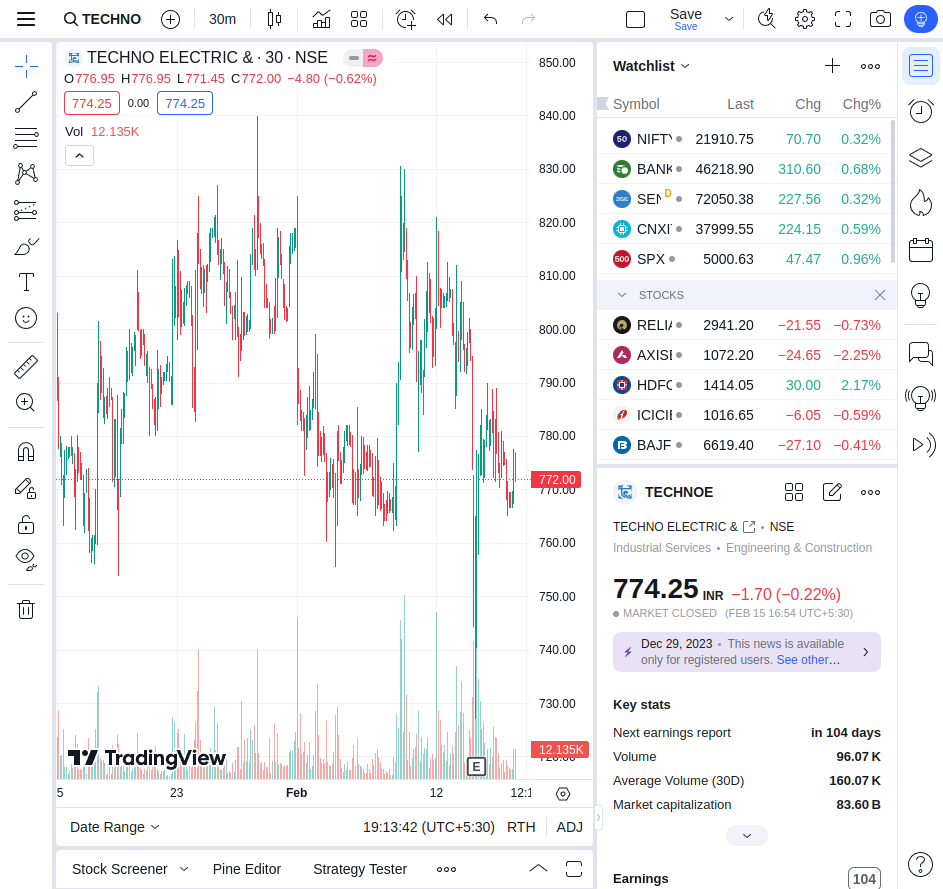 TECHNO 30m Save
Save
TECHNO ELECTRIC & · 30 · NSE
O776.95 H776.95 L771.45 C772.00 −4.80 (−0.62%)
774.25 0.00 774.25
Vol 12.135K
850.00
840.00
830.00
820.00
810.00
800.00
790.00
780.00
772.00
770.00
760.00
750.00
740.00
730.00
12.135K
720.00
TradingView
E
5 23 Feb 12 12:1
Date Range 19:13:42 (UTC+5:30) RTH ADJ
Stock Screener Pine Editor Strategy Tester
Watchlist
Symbol Last Chg Chg%
50 NIFTY 21910.75 70.70 0.32%
BANK 46218.90 310.60 0.68%
SEN D 72050.38 227.56 0.32%
CNXIT 37999.55 224.15 0.59%
500 SPX 5000.63 47.47 0.96%
STOCKS
RELIA 2941.20 −21.55 −0.73%
AXISB 1072.20 −24.65 −2.25%
HDFC 1414.05 30.00 2.17%
ICICIB 1016.65 −6.05 −0.59%
BAJF 6619.40 −27.10 −0.41%
TECHNOE
TECHNO ELECTRIC & • NSE
Industrial Services • Engineering & Construction
774.25 INR −1.70 (−0.22%)
MARKET CLOSED (FEB 15 16:54 UTC+5:30)
Dec 29, 2023 • This news is available
only for registered users. See other…
Key stats
Next earnings report in 104 days
Volume 96.07 K
Average Volume (30D) 160.07 K
Market capitalization 83.60 B
Earnings 104